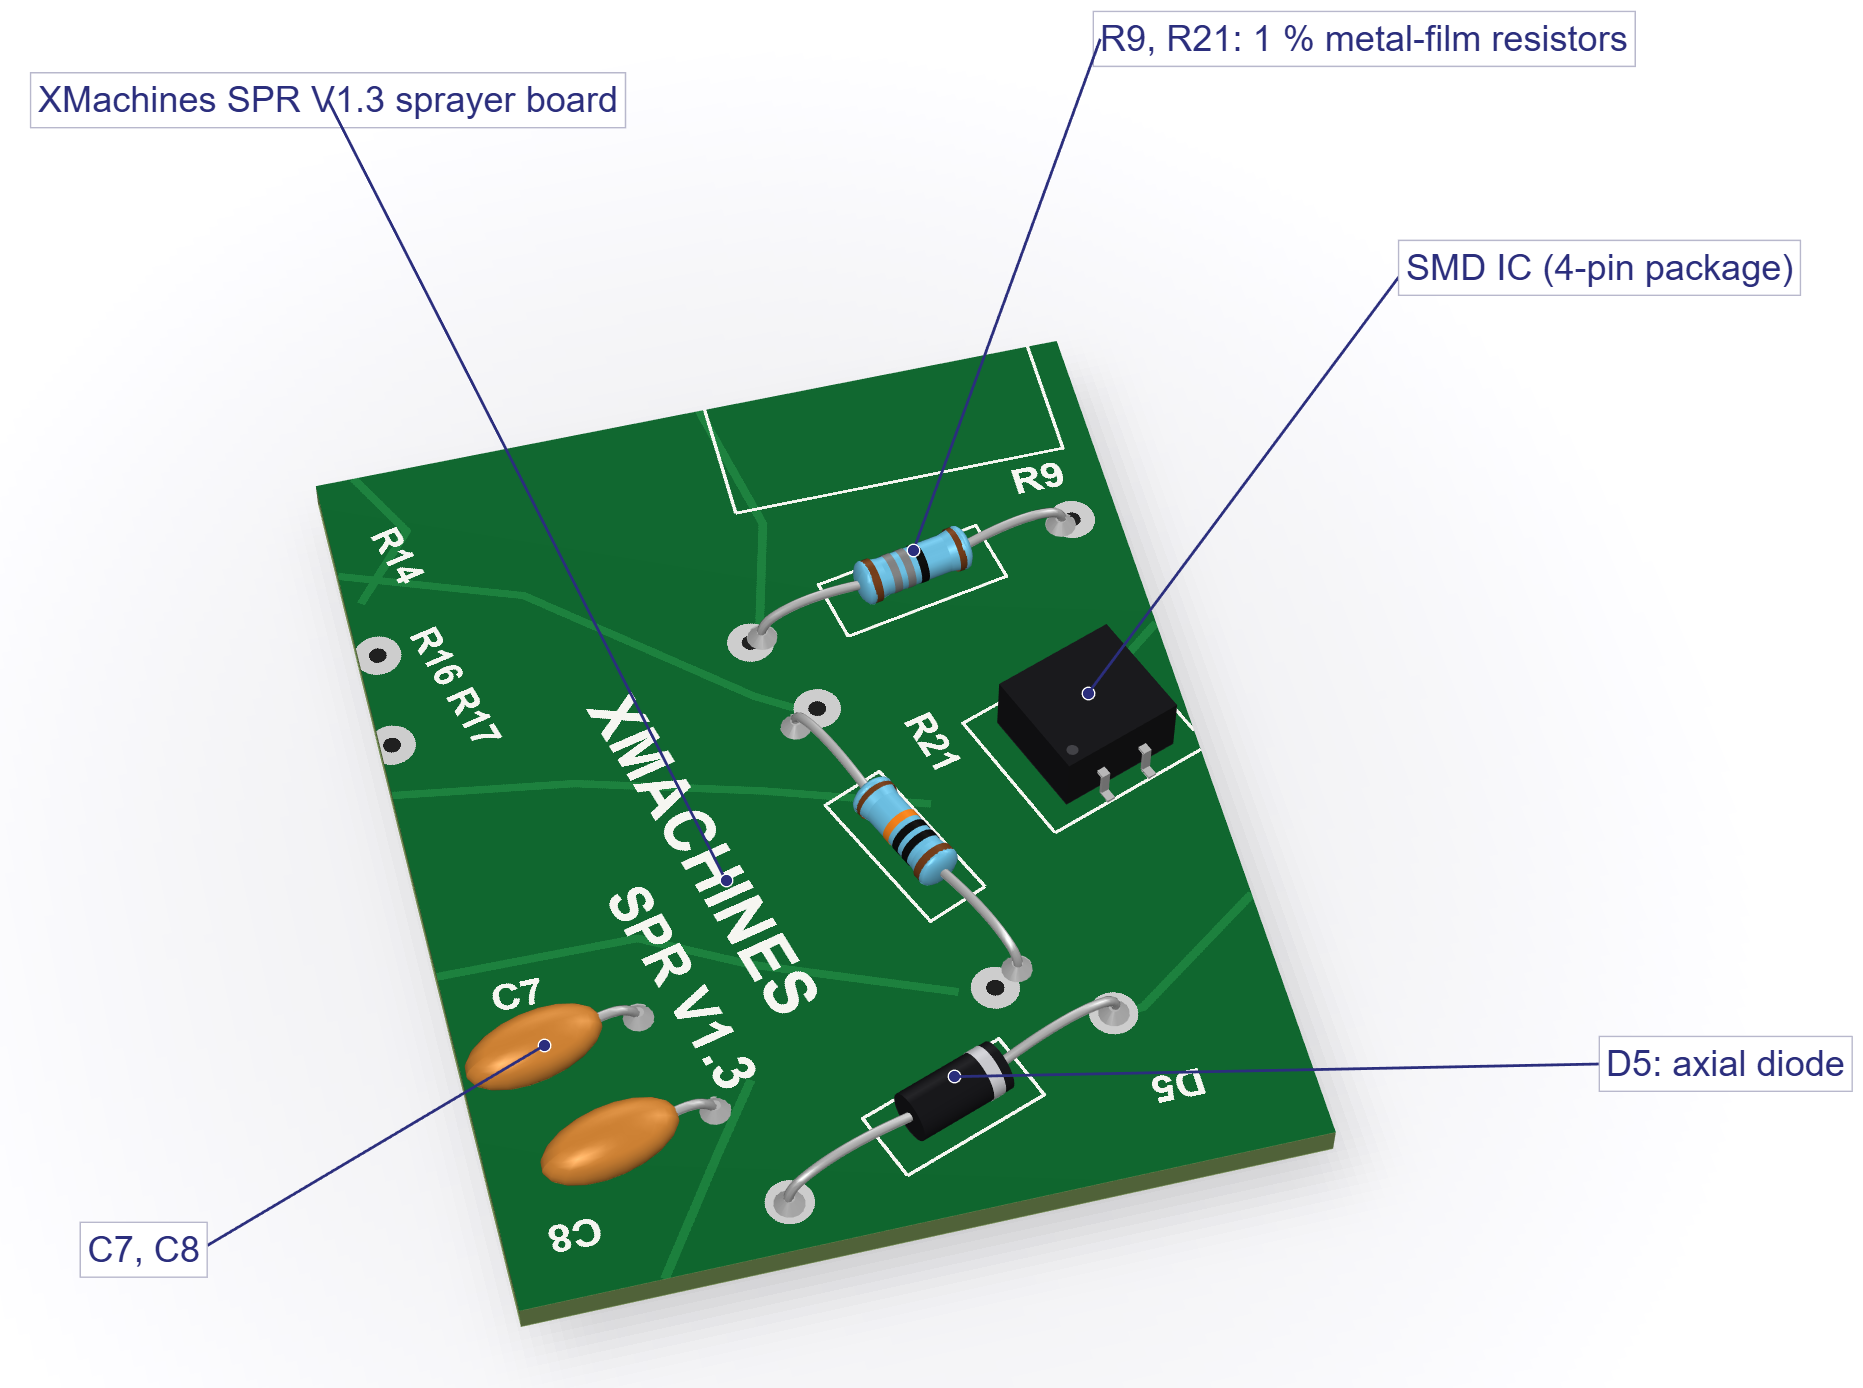 R9, R21: 1 % metal-film resistors
XMachines SPR V1.3 sprayer board
SMD IC (4-pin package)
R9
R14
R16 R17
R21
XMACHINES
SPR V1.3
C7
D5: axial diode
D5
C8
C7, C8